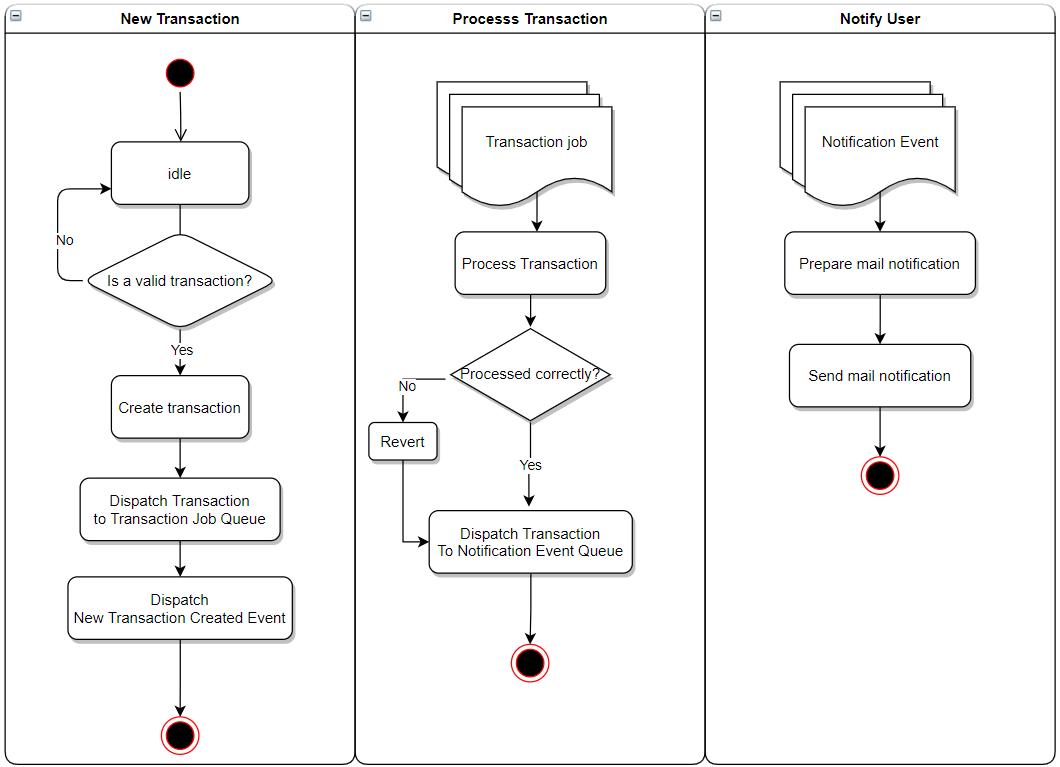 New Transaction
idle
No
Is a valid transaction?
Yes
Create transaction
Dispatch Transaction
to Transaction Job Queue
Dispatch
New Transaction Created Event
Processs Transaction
Transaction job
Process Transaction
Processed correctly?
No
Revert
Yes
Dispatch Transaction
To Notification Event Queue
Notify User
Notification Event
Prepare mail notification
Send mail notification